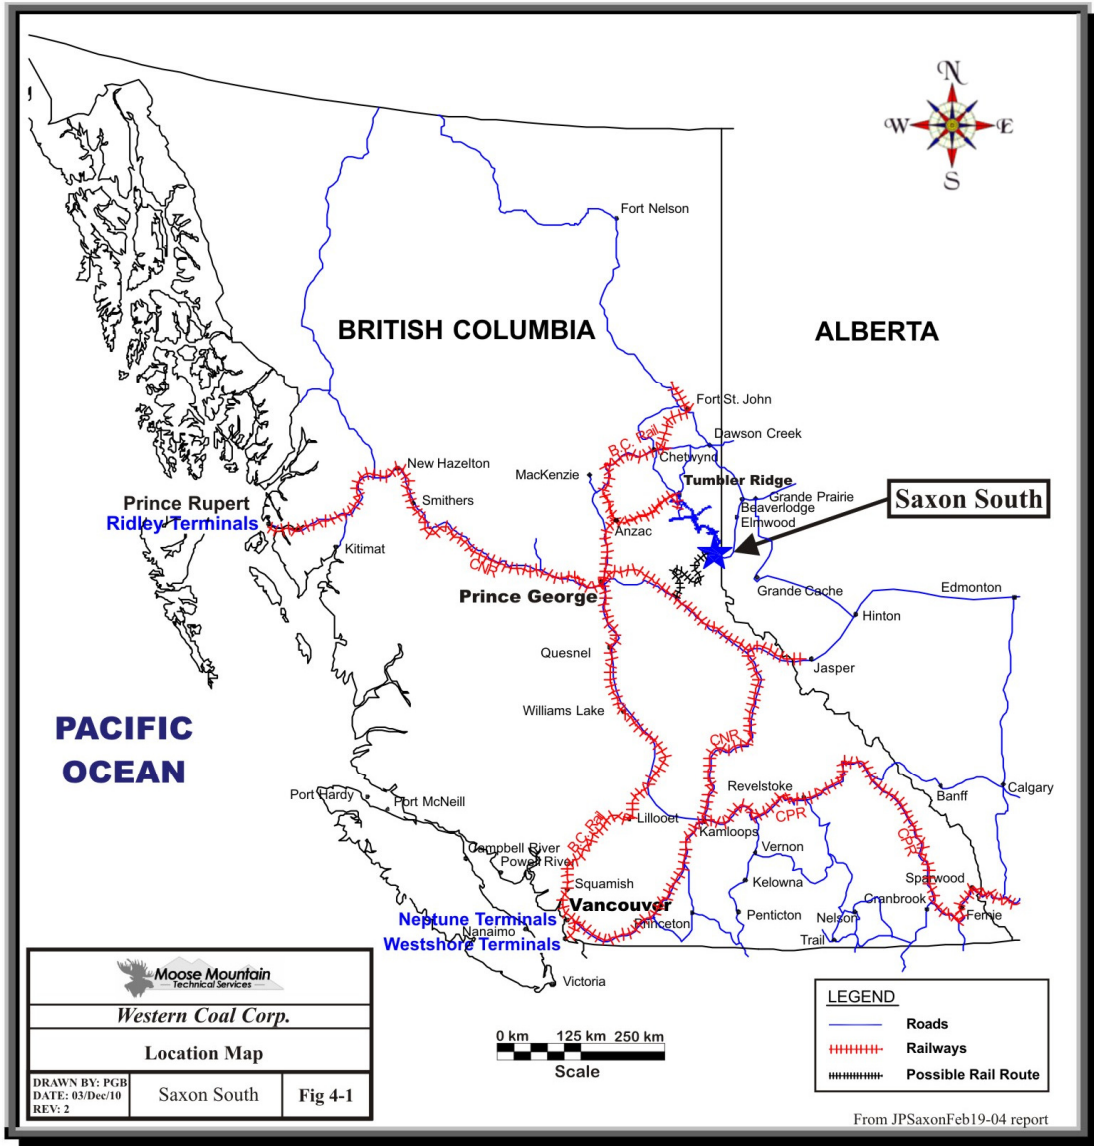 N
W E
S
Fort Nelson
BRITISH COLUMBIA
ALBERTA
Fort St. John
B.C. Rail
Dawson Creek
Chetwynd
New Hazelton
MacKenzie
Tumbler Ridge
Smithers
Grande Prairie
Beaverlodge
Elmwood
Saxon South
Prince Rupert
Ridley Terminals
Anzac
Kitimat
CNR
Prince George
Grande Cache
Edmonton
Hinton
Quesnel
Jasper
Williams Lake
PACIFIC
OCEAN
CNR
Revelstoke
Banff
Calgary
Port Hardy
Port McNeill
Lillooet
CPR
B.C. Rail
Kamloops
CPR
Campbell River
Powell River
Vernon
Squamish
Kelowna
Sparwood
Vancouver
Cranbrook
Neptune Terminals
Princeton
Penticton
Nelson
Fernie
Nanaimo
Westshore Terminals
Trail
Victoria
Moose Mountain
Technical Services
Western Coal Corp.
Location Map
DRAWN BY: PGB
DATE: 03/Dec/10
REV: 2
Saxon South
Fig 4-1
0 km 125 km 250 km
Scale
LEGEND
Roads
Railways
Possible Rail Route
From JPSaxonFeb19-04 report